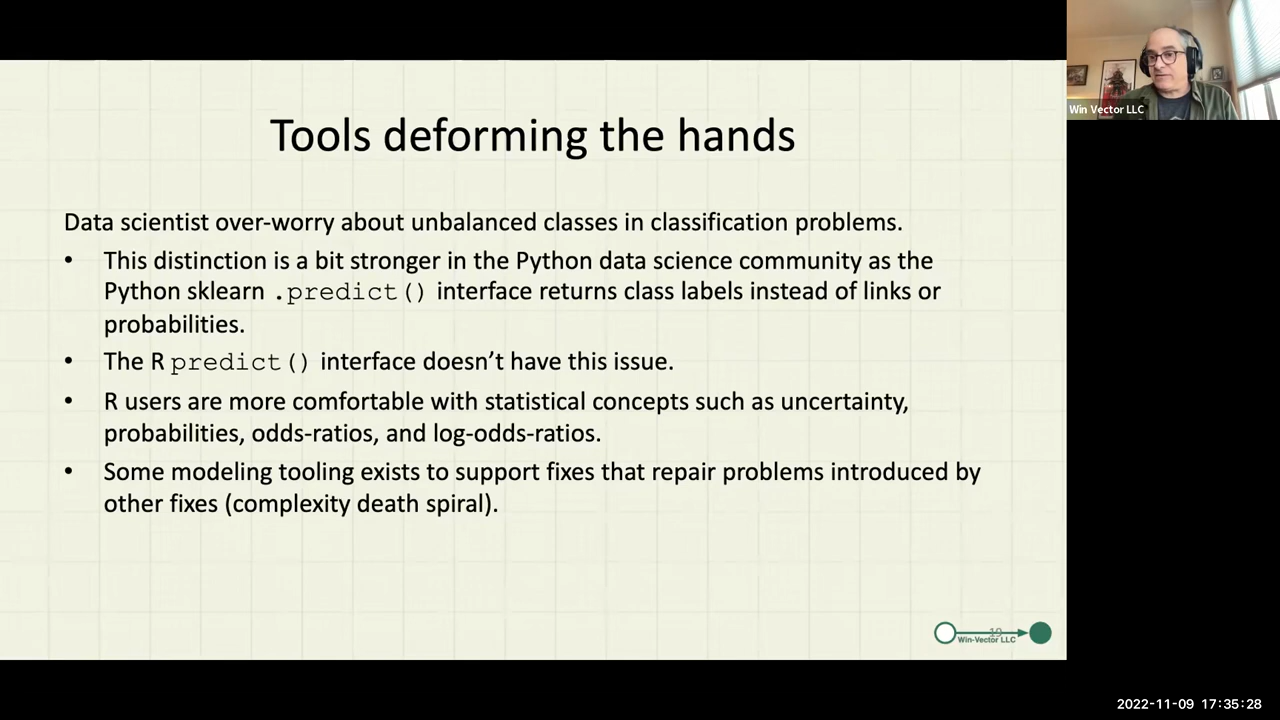 Tools deforming the hands
Data scientist over-worry about unbalanced classes in classification problems.
• This distinction is a bit stronger in the Python data science community as the
Python sklearn .predict() interface returns class labels instead of links or
probabilities.
• The R predict() interface doesn’t have this issue.
• R users are more comfortable with statistical concepts such as uncertainty,
probabilities, odds-ratios, and log-odds-ratios.
• Some modeling tooling exists to support fixes that repair problems introduced by
other fixes (complexity death spiral).
19
Win-Vector LLC
Win Vector LLC
2022-11-09 17:35:28